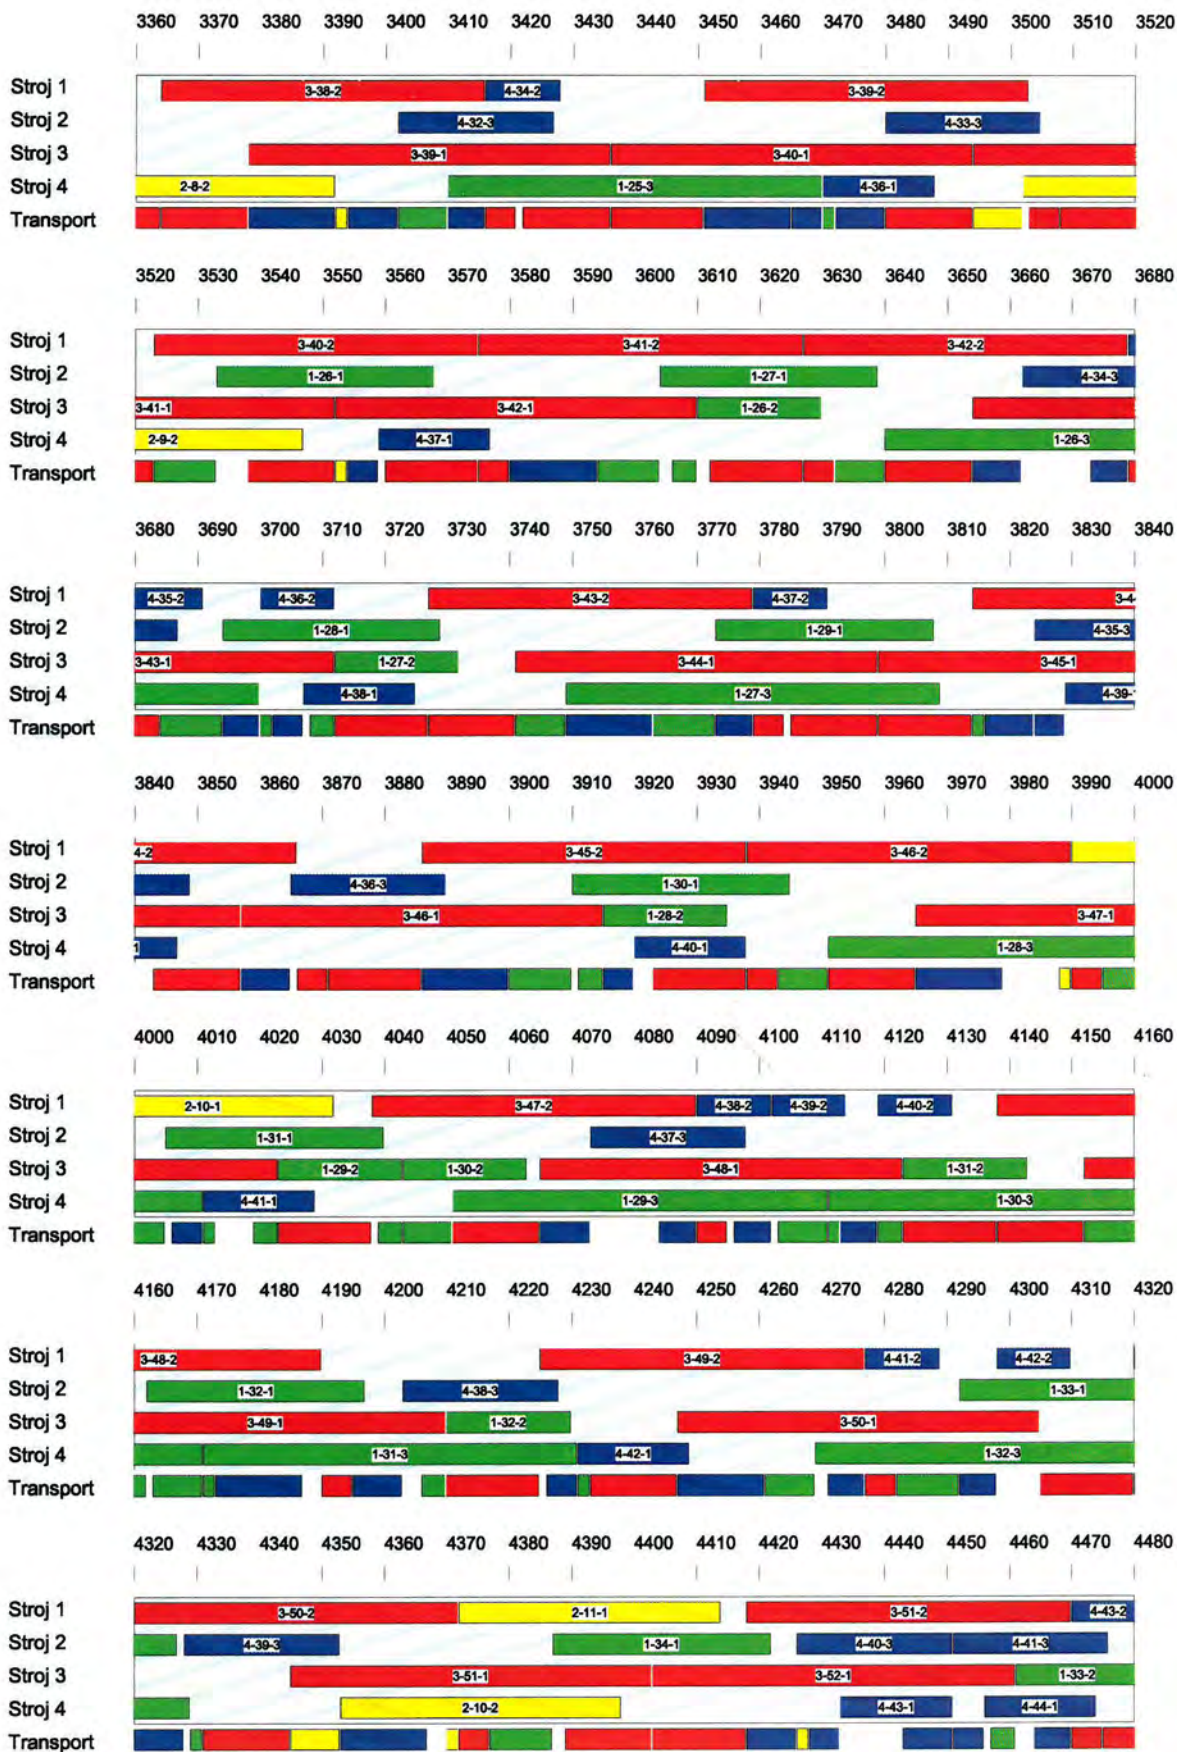 3360 3370 3380 3390 3400 3410 3420 3430 3440 3450 3460 3470 3480 3490 3500 3510 3520
Stroj 1 3-38-2 4-34-2 3-39-2
Stroj 2 4-32-3 4-33-3
Stroj 3 3-39-1 3-40-1
Stroj 4 2-8-2 1-25-3 4-36-1
Transport
3520 3530 3540 3550 3560 3570 3580 3590 3600 3610 3620 3630 3640 3650 3660 3670 3680
Stroj 1 3-40-2 3-41-2 3-42-2
Stroj 2 1-26-1 1-27-1 4-34-3
Stroj 3 3-41-1 3-42-1 1-26-2
Stroj 4 2-9-2 4-37-1 1-26-3
Transport
3680 3690 3700 3710 3720 3730 3740 3750 3760 3770 3780 3790 3800 3810 3820 3830 3840
Stroj 1 4-35-2 4-36-2 3-43-2 4-37-2 3-4
Stroj 2 1-28-1 1-29-1 4-35-3
Stroj 3 3-43-1 1-27-2 3-44-1 3-45-1
Stroj 4 4-38-1 1-27-3 4-39-
Transport
3840 3850 3860 3870 3880 3890 3900 3910 3920 3930 3940 3950 3960 3970 3980 3990 4000
Stroj 1 4-2 3-45-2 3-46-2
Stroj 2 4-36-3 1-30-1
Stroj 3 3-46-1 1-28-2 3-47-1
Stroj 4 1 4-40-1 1-28-3
Transport
4000 4010 4020 4030 4040 4050 4060 4070 4080 4090 4100 4110 4120 4130 4140 4150 4160
Stroj 1 2-10-1 3-47-2 4-38-2 4-39-2 4-40-2
Stroj 2 1-31-1 4-37-3
Stroj 3 1-29-2 1-30-2 3-48-1 1-31-2
Stroj 4 4-41-1 1-29-3 1-30-3
Transport
4160 4170 4180 4190 4200 4210 4220 4230 4240 4250 4260 4270 4280 4290 4300 4310 4320
Stroj 1 3-48-2 3-49-2 4-41-2 4-42-2
Stroj 2 1-32-1 4-38-3 1-33-1
Stroj 3 3-49-1 1-32-2 3-50-1
Stroj 4 1-31-3 4-42-1 1-32-3
Transport
4320 4330 4340 4350 4360 4370 4380 4390 4400 4410 4420 4430 4440 4450 4460 4470 4480
Stroj 1 3-50-2 2-11-1 3-51-2 4-43-2
Stroj 2 4-39-3 1-34-1 4-40-3 4-41-3
Stroj 3 3-51-1 3-52-1 1-33-2
Stroj 4 2-10-2 4-43-1 4-44-1
Transport